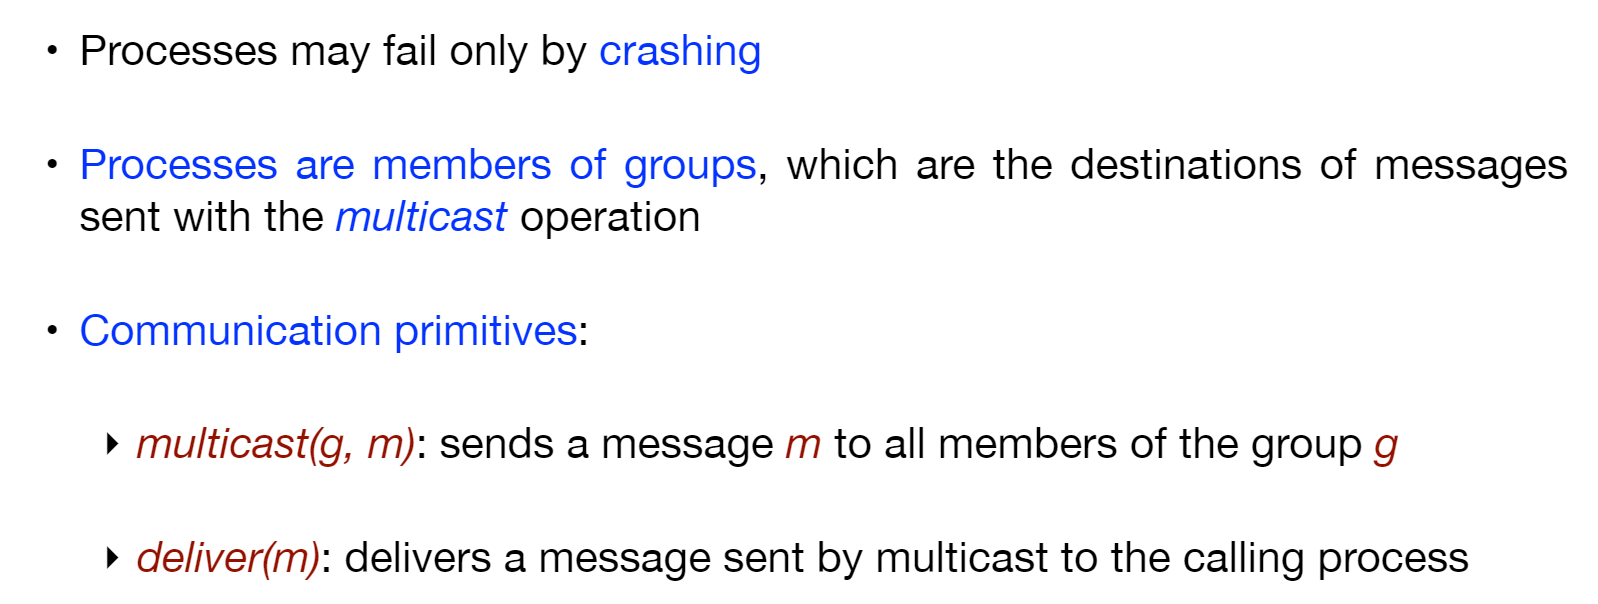 • Processes may fail only by crashing
• Processes are members of groups, which are the destinations of messages
sent with the multicast operation
• Communication primitives:
‣ multicast(g, m): sends a message m to all members of the group g
‣ deliver(m): delivers a message sent by multicast to the calling process